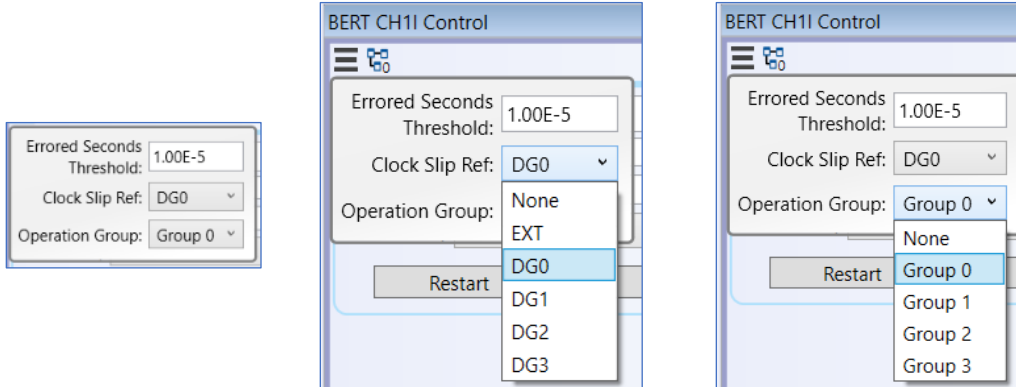 Errored Seconds
Threshold:
1.00E-5
Clock Slip Ref:
DG0
Operation Group:
Group 0
BERT CH1I Control
0
Errored Seconds
Threshold:
1.00E-5
Clock Slip Ref:
DG0
Operation Group:
None
EXT
DG0
DG1
DG2
DG3
Restart
BERT CH1I Control
0
Errored Seconds
Threshold:
1.00E-5
Clock Slip Ref:
DG0
Operation Group:
Group 0
None
Group 0
Group 1
Group 2
Group 3
Restart